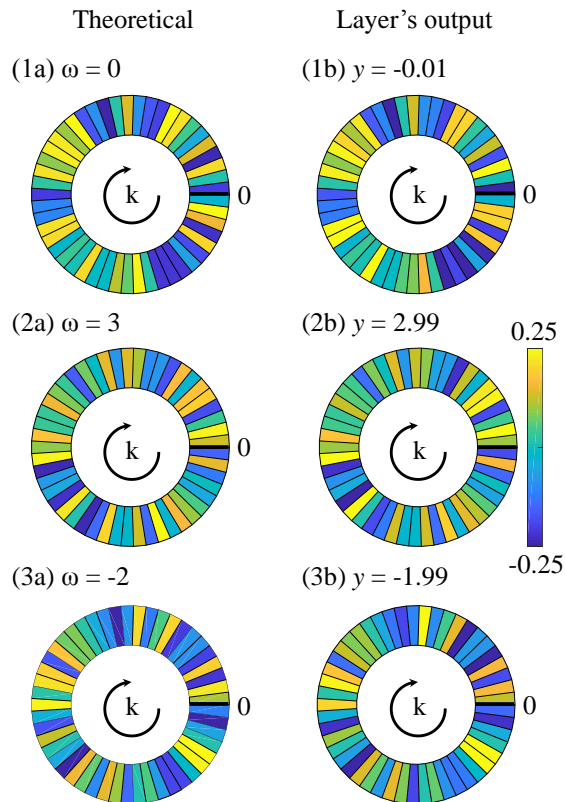 Theoretical Layer's output
(1a) ω = 0 (1b) y = -0.01
k 0 k 0
(2a) ω = 3 (2b) y = 2.99
0.25
k 0 k 0
-0.25
(3a) ω = -2 (3b) y = -1.99
k 0 k 0